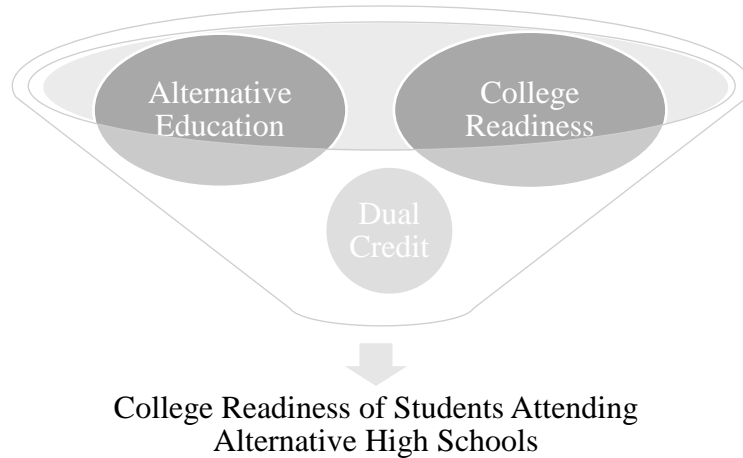 Alternative
Education
College
Readiness
Dual
Credit
College Readiness of Students Attending
Alternative High Schools